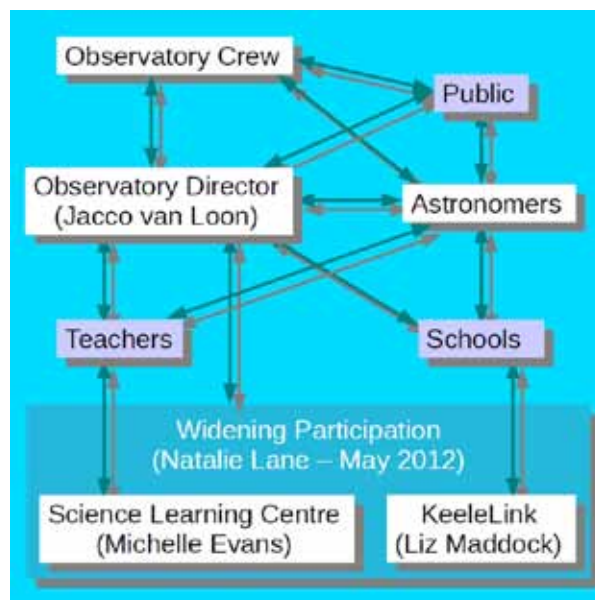 Observatory Crew
Public
Observatory Director
(Jacco van Loon)
Astronomers
Teachers
Schools
Widening Participation
(Natalie Lane – May 2012)
Science Learning Centre
(Michelle Evans)
KeeleLink
(Liz Maddock)